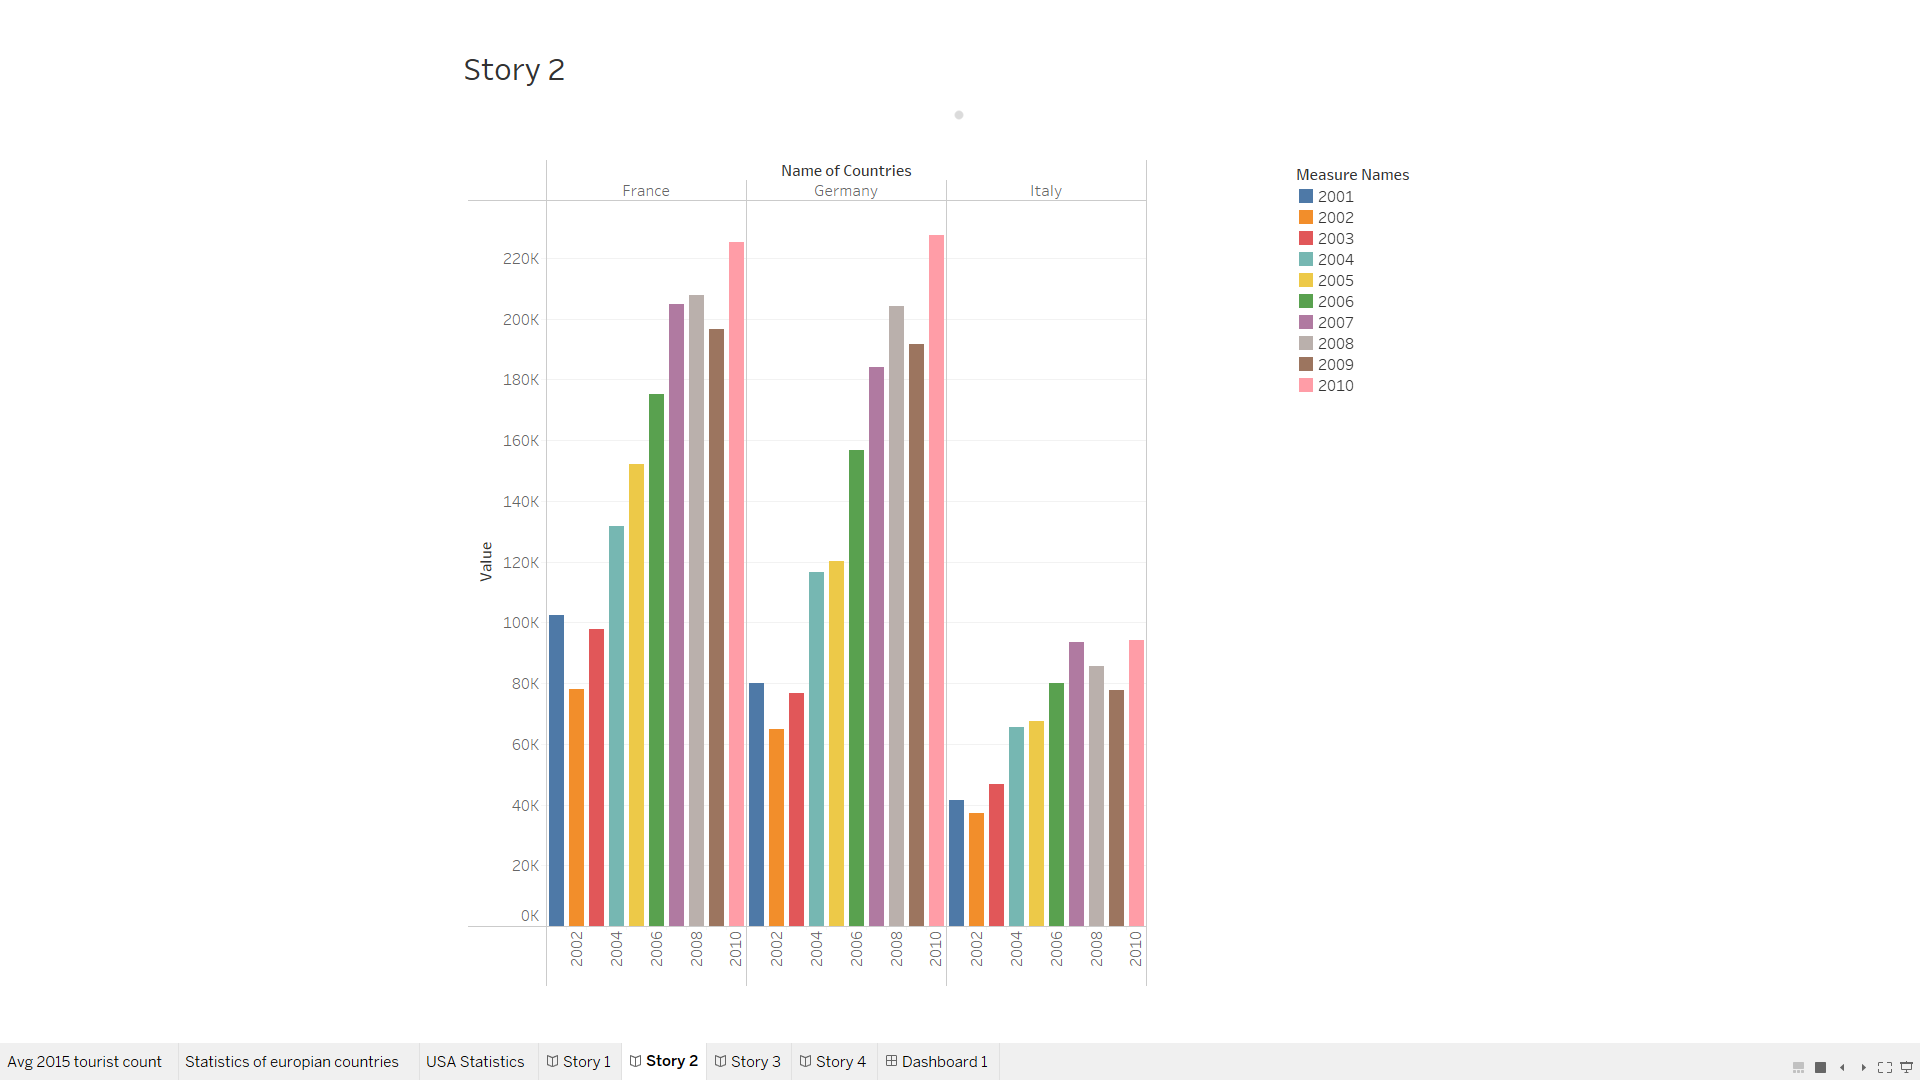 Story 2
Name of Countries
France Germany Italy
Value
220K
200K
180K
160K
140K
120K
100K
80K
60K
40K
20K
0K
2002 2004 2006 2008 2010 2002 2004 2006 2008 2010 2002 2004 2006 2008 2010
Measure Names
2001
2002
2003
2004
2005
2006
2007
2008
2009
2010
Avg 2015 tourist count Statistics of europian countries USA Statistics Story 1 Story 2 Story 3 Story 4 Dashboard 1